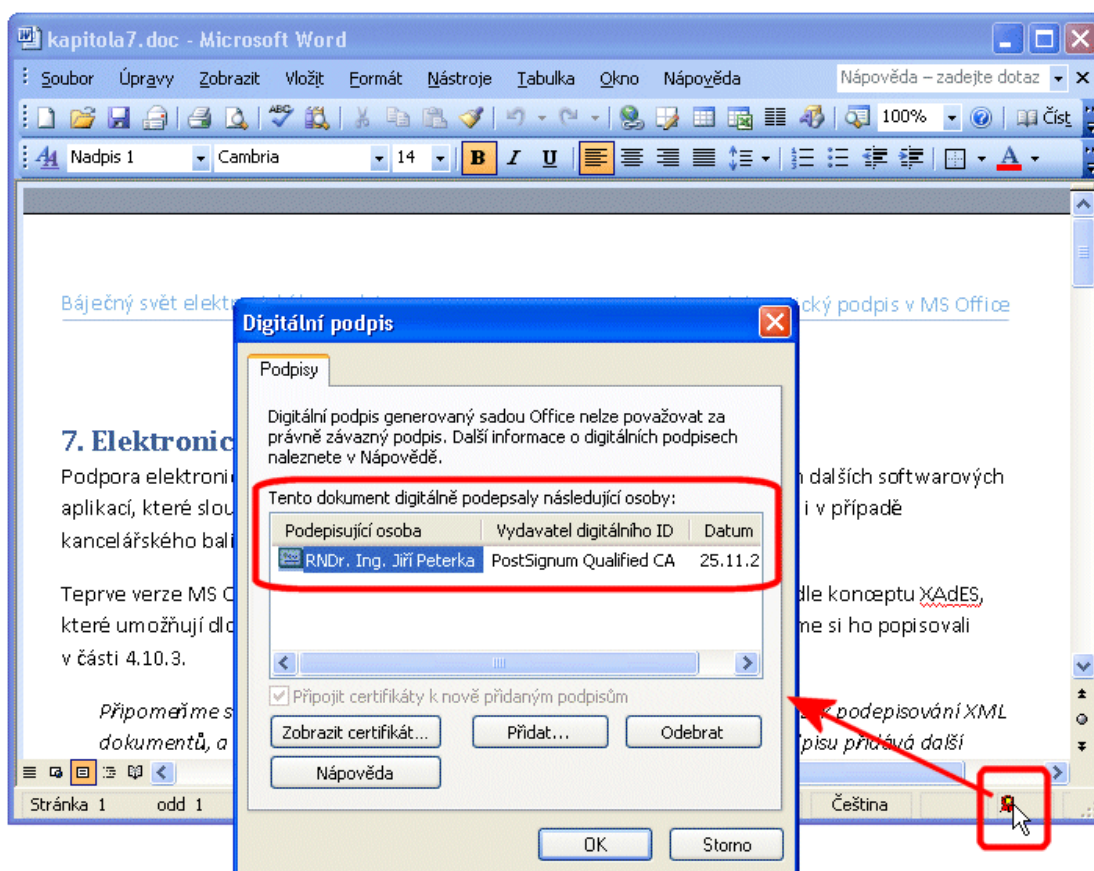 kapitola7.doc - Microsoft Word
Soubor Úpravy Zobrazit Vložit Formát Nástroje Tabulka Okno Nápověda Nápověda – zadejte dotaz
100% Číst
Nadpis 1 Cambria 14 B I U
Báječný svět elekt ický podpis v MS Office
Digitální podpis
Podpisy
Digitální podpis generovaný sadou Office nelze považovat za
právně závazný podpis. Další informace o digitálních podpisech
naleznete v Nápovědě.
7. Elektronic
Podpora elektroni dalších softwarových
Tento dokument digitálně podepsaly následující osoby:
aplikací, které slou i v případě
Podepisující osoba Vydavatel digitálního ID Datum
kancelářského bali
RNDr. Ing. Jiří Peterka PostSignum Qualified CA 25.11.2
Teprve verze MS O dle konceptu XAdES,
které umožňují dlo me si ho popisovali
v části 4.10.3.
Připojit certifikáty k nově přidaným podpisům
Připomeňme s k podepisování XML
Zobrazit certifikát... Přidat... Odebrat
dokumentů, a pisu přidává další
Nápověda
Stránka 1 odd 1 Čeština
OK Storno